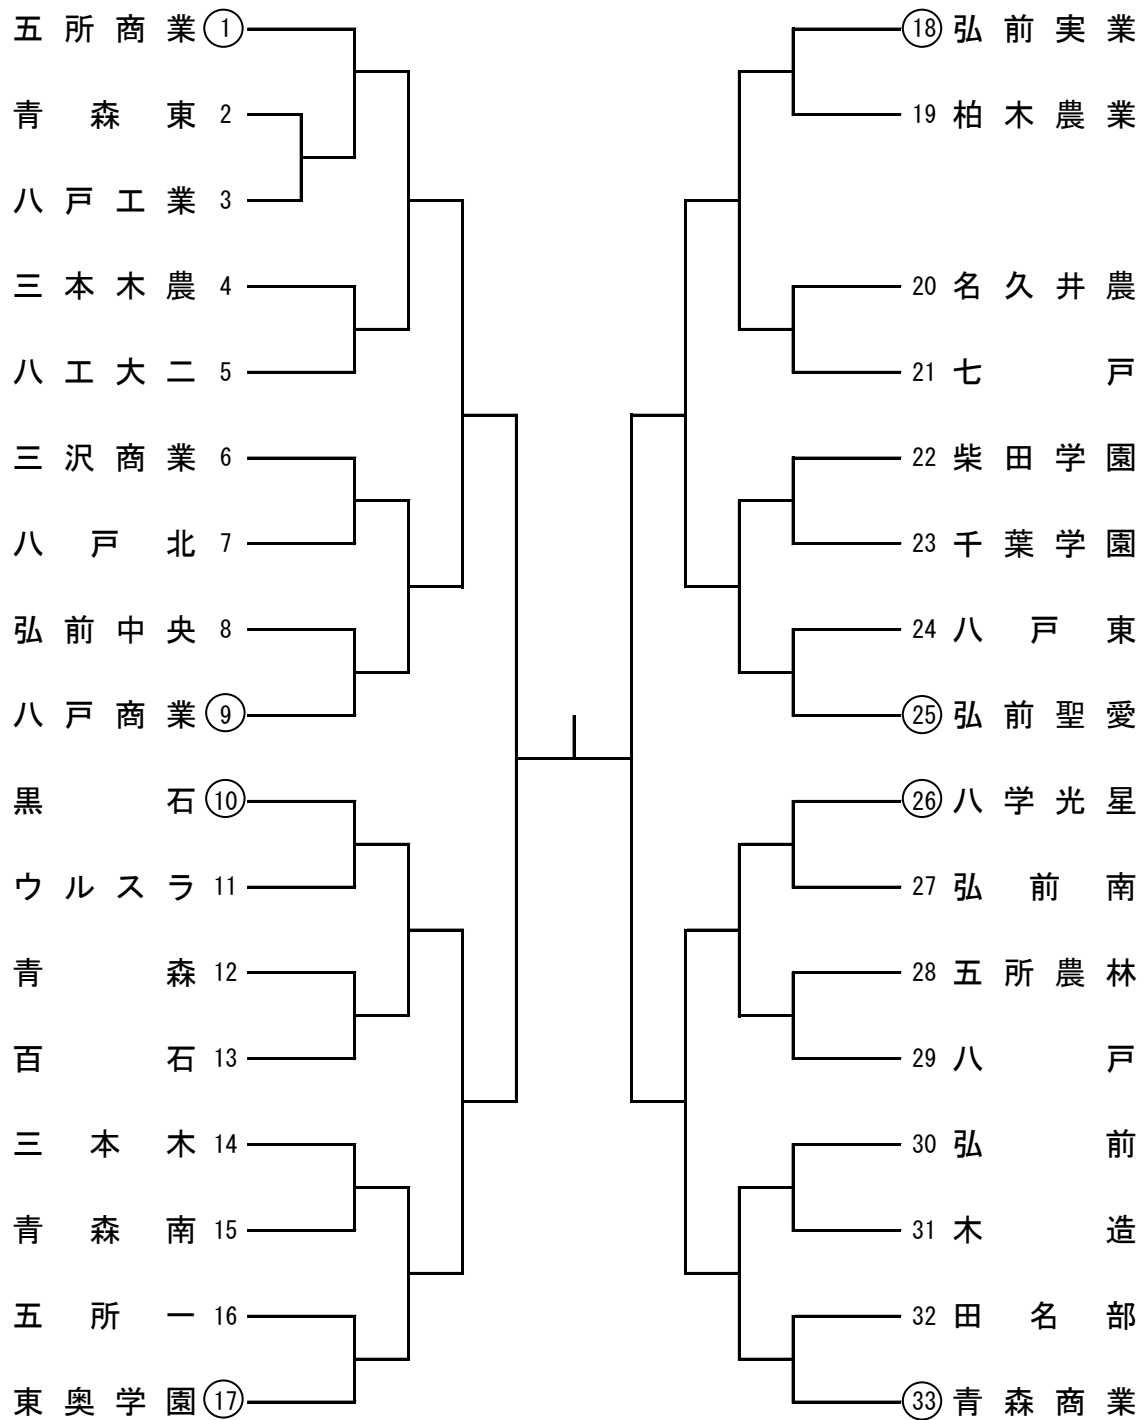 五所商業 ①
青森東 2
八戸工業 3
三本木農 4
八工大二 5
三沢商業 6
八戸北 7
弘前中央 8
八戸商業 ⑨
黒石 ⑩
ウルスラ 11
青森 12
百石 13
三本木 14
青森南 15
五所一 16
東奥学園 ⑰
⑱ 弘前実業
19 柏木農業
20 名久井農
21 七戸
22 柴田学園
23 千葉学園
24 八戸東
㉕ 弘前聖愛
㉖ 八学光星
27 弘前南
28 五所農林
29 八戸
30 弘前
31 木造
32 田名部
㉝ 青森商業